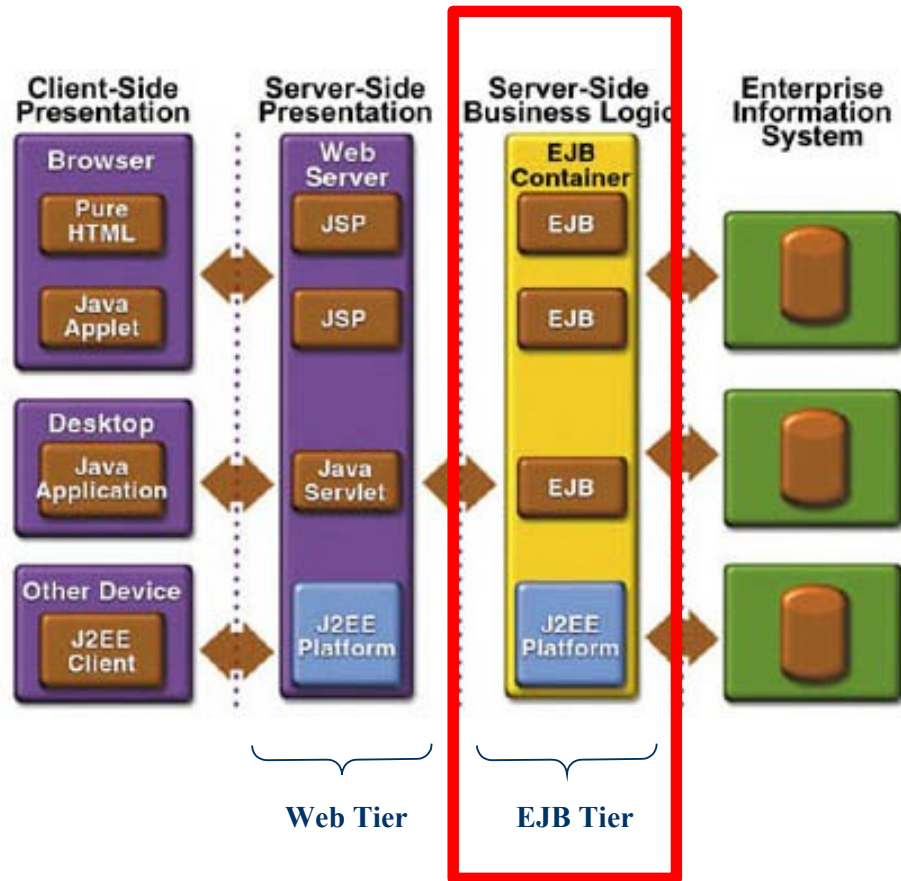 Client-Side
Presentation
Browser
Pure
HTML
Java
Applet
Desktop
Java
Application
Other Device
J2EE
Client
Server-Side
Presentation
Web
Server
JSP
JSP
Java
Servlet
J2EE
Platform
Web Tier
Server-Side
Business Logic
EJB
Container
EJB
EJB
EJB
J2EE
Platform
EJB Tier
Enterprise
Information
System